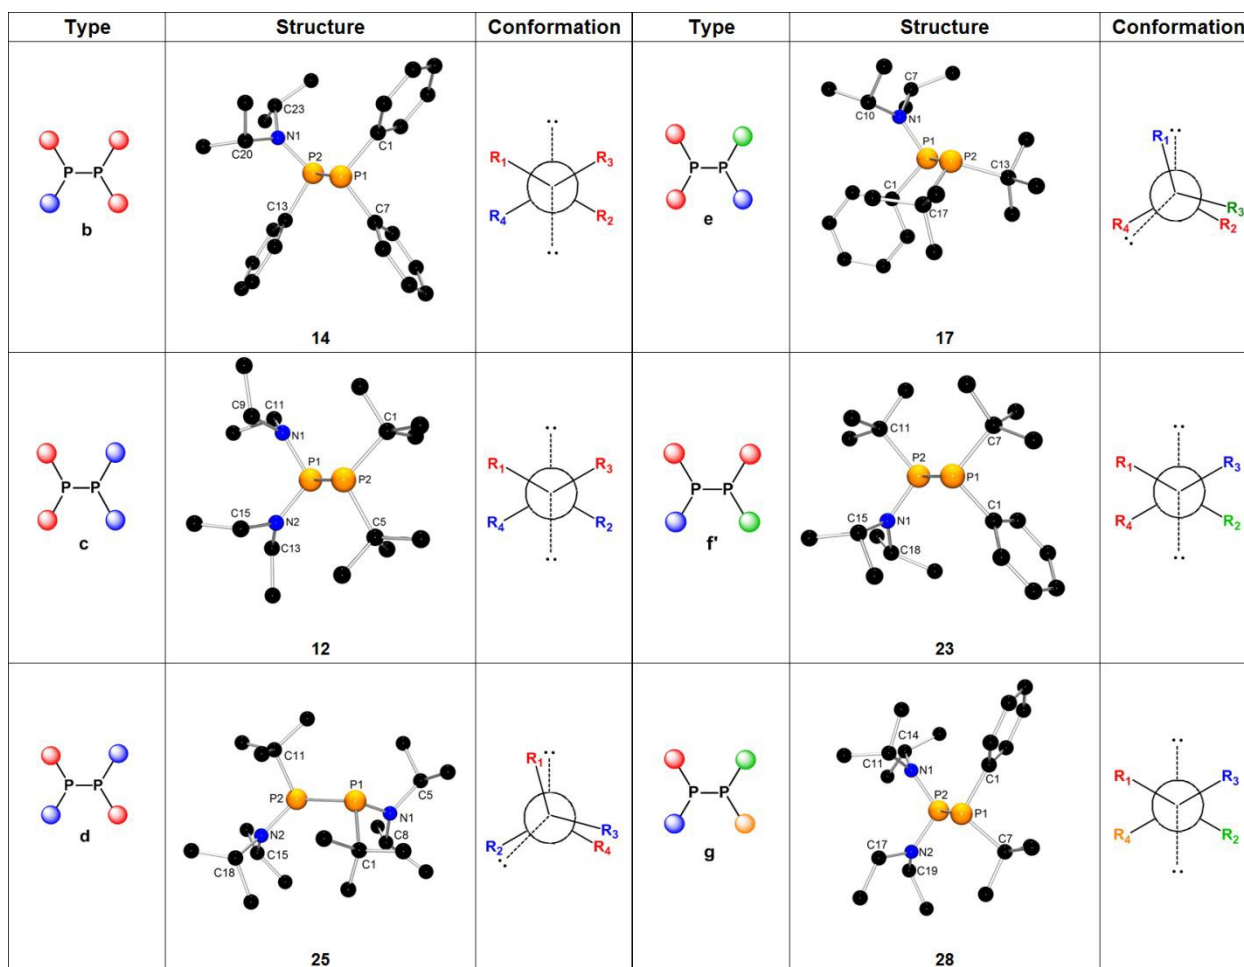 Type Structure Conformation Type Structure Conformation
P P
b
C23
C20
N1
P2
P1
C1
C13
C7
14
R1
R3
R4
R2
..
..
P P
e
C7
C10
N1
P1
P2
C13
C1
C17
17
R1
R3
R4
R2
..
..
P P
c
C9
C11
N1
C1
P1
P2
C15
N2
C13
C5
12
R1
R3
R4
R2
..
..
P P
f'
C11
C7
P2
P1
C15
N1
C18
C1
23
R1
R3
R4
R2
..
..
P P
d
C11
P2
P1
C5
N1
N2
C8
C15
C18
C1
25
R1
R3
R2
R4
..
..
P P
g
C14
C11
N1
C1
P2
P1
C17
N2
C19
C7
28
R1
R3
R4
R2
..
..